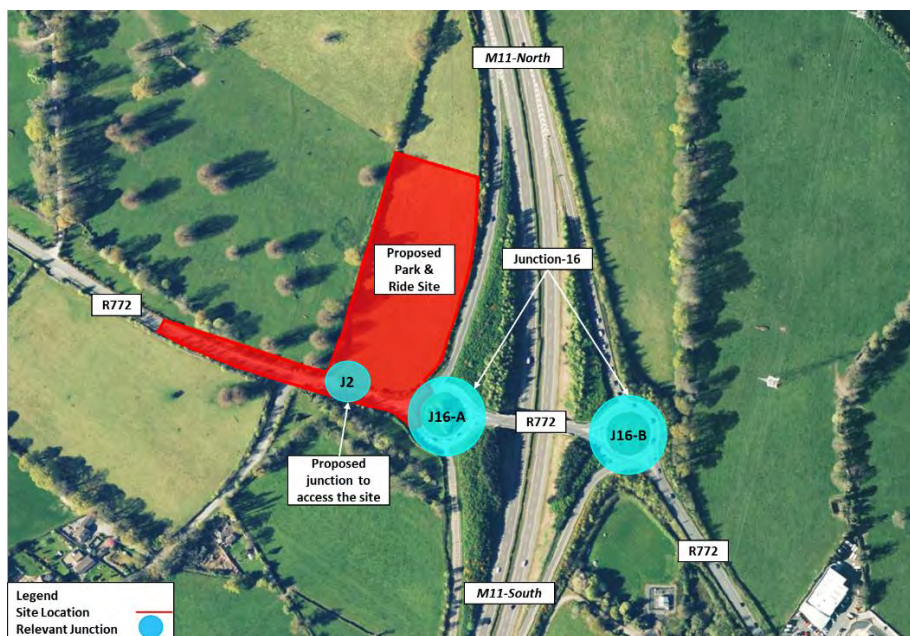 M11-North
Proposed
Park &
Ride Site
Junction-16
R772
J2
J16-A
R772
J16-B
Proposed
junction to
access the site
R772
M11-South
Legend
Site Location
Relevant Junction